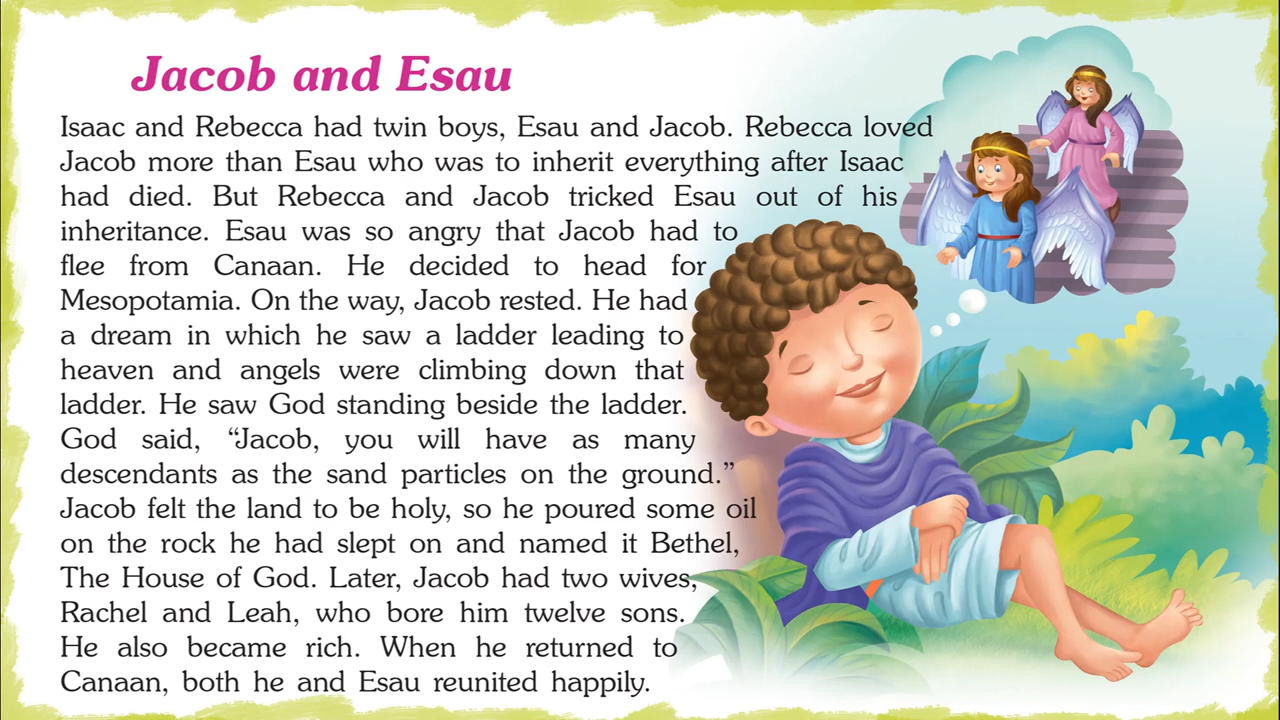 Jacob and Esau
Isaac and Rebecca had twin boys, Esau and Jacob. Rebecca loved
Jacob more than Esau who was to inherit everything after Isaac
had died. But Rebecca and Jacob tricked Esau out of his
inheritance. Esau was so angry that Jacob had to
flee from Canaan. He decided to head for
Mesopotamia. On the way, Jacob rested. He had
a dream in which he saw a ladder leading to
heaven and angels were climbing down that
ladder. He saw God standing beside the ladder.
God said, “Jacob, you will have as many
descendants as the sand particles on the ground.”
Jacob felt the land to be holy, so he poured some oil
on the rock he had slept on and named it Bethel,
The House of God. Later, Jacob had two wives,
Rachel and Leah, who bore him twelve sons.
He also became rich. When he returned to
Canaan, both he and Esau reunited happily.